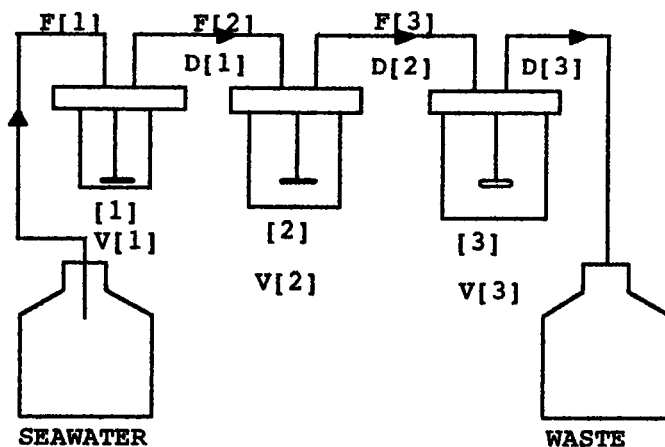 F[1] F[2] F[3]
D[1] D[2] D[3]
[1] [2] [3]
V[1] V[2] V[3]
SEAWATER WASTE